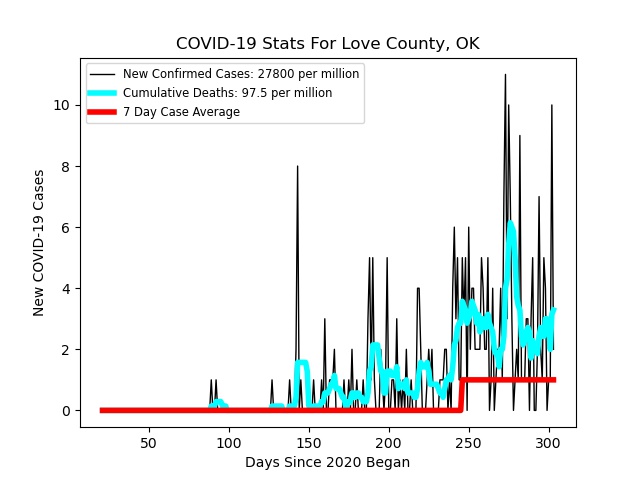 COVID-19 Stats For Love County, OK
New Confirmed Cases: 27800 per million
Cumulative Deaths: 97.5 per million
7 Day Case Average
New COVID-19 Cases
10
8
6
4
2
0
50 100 150 200 250 300
Days Since 2020 Began